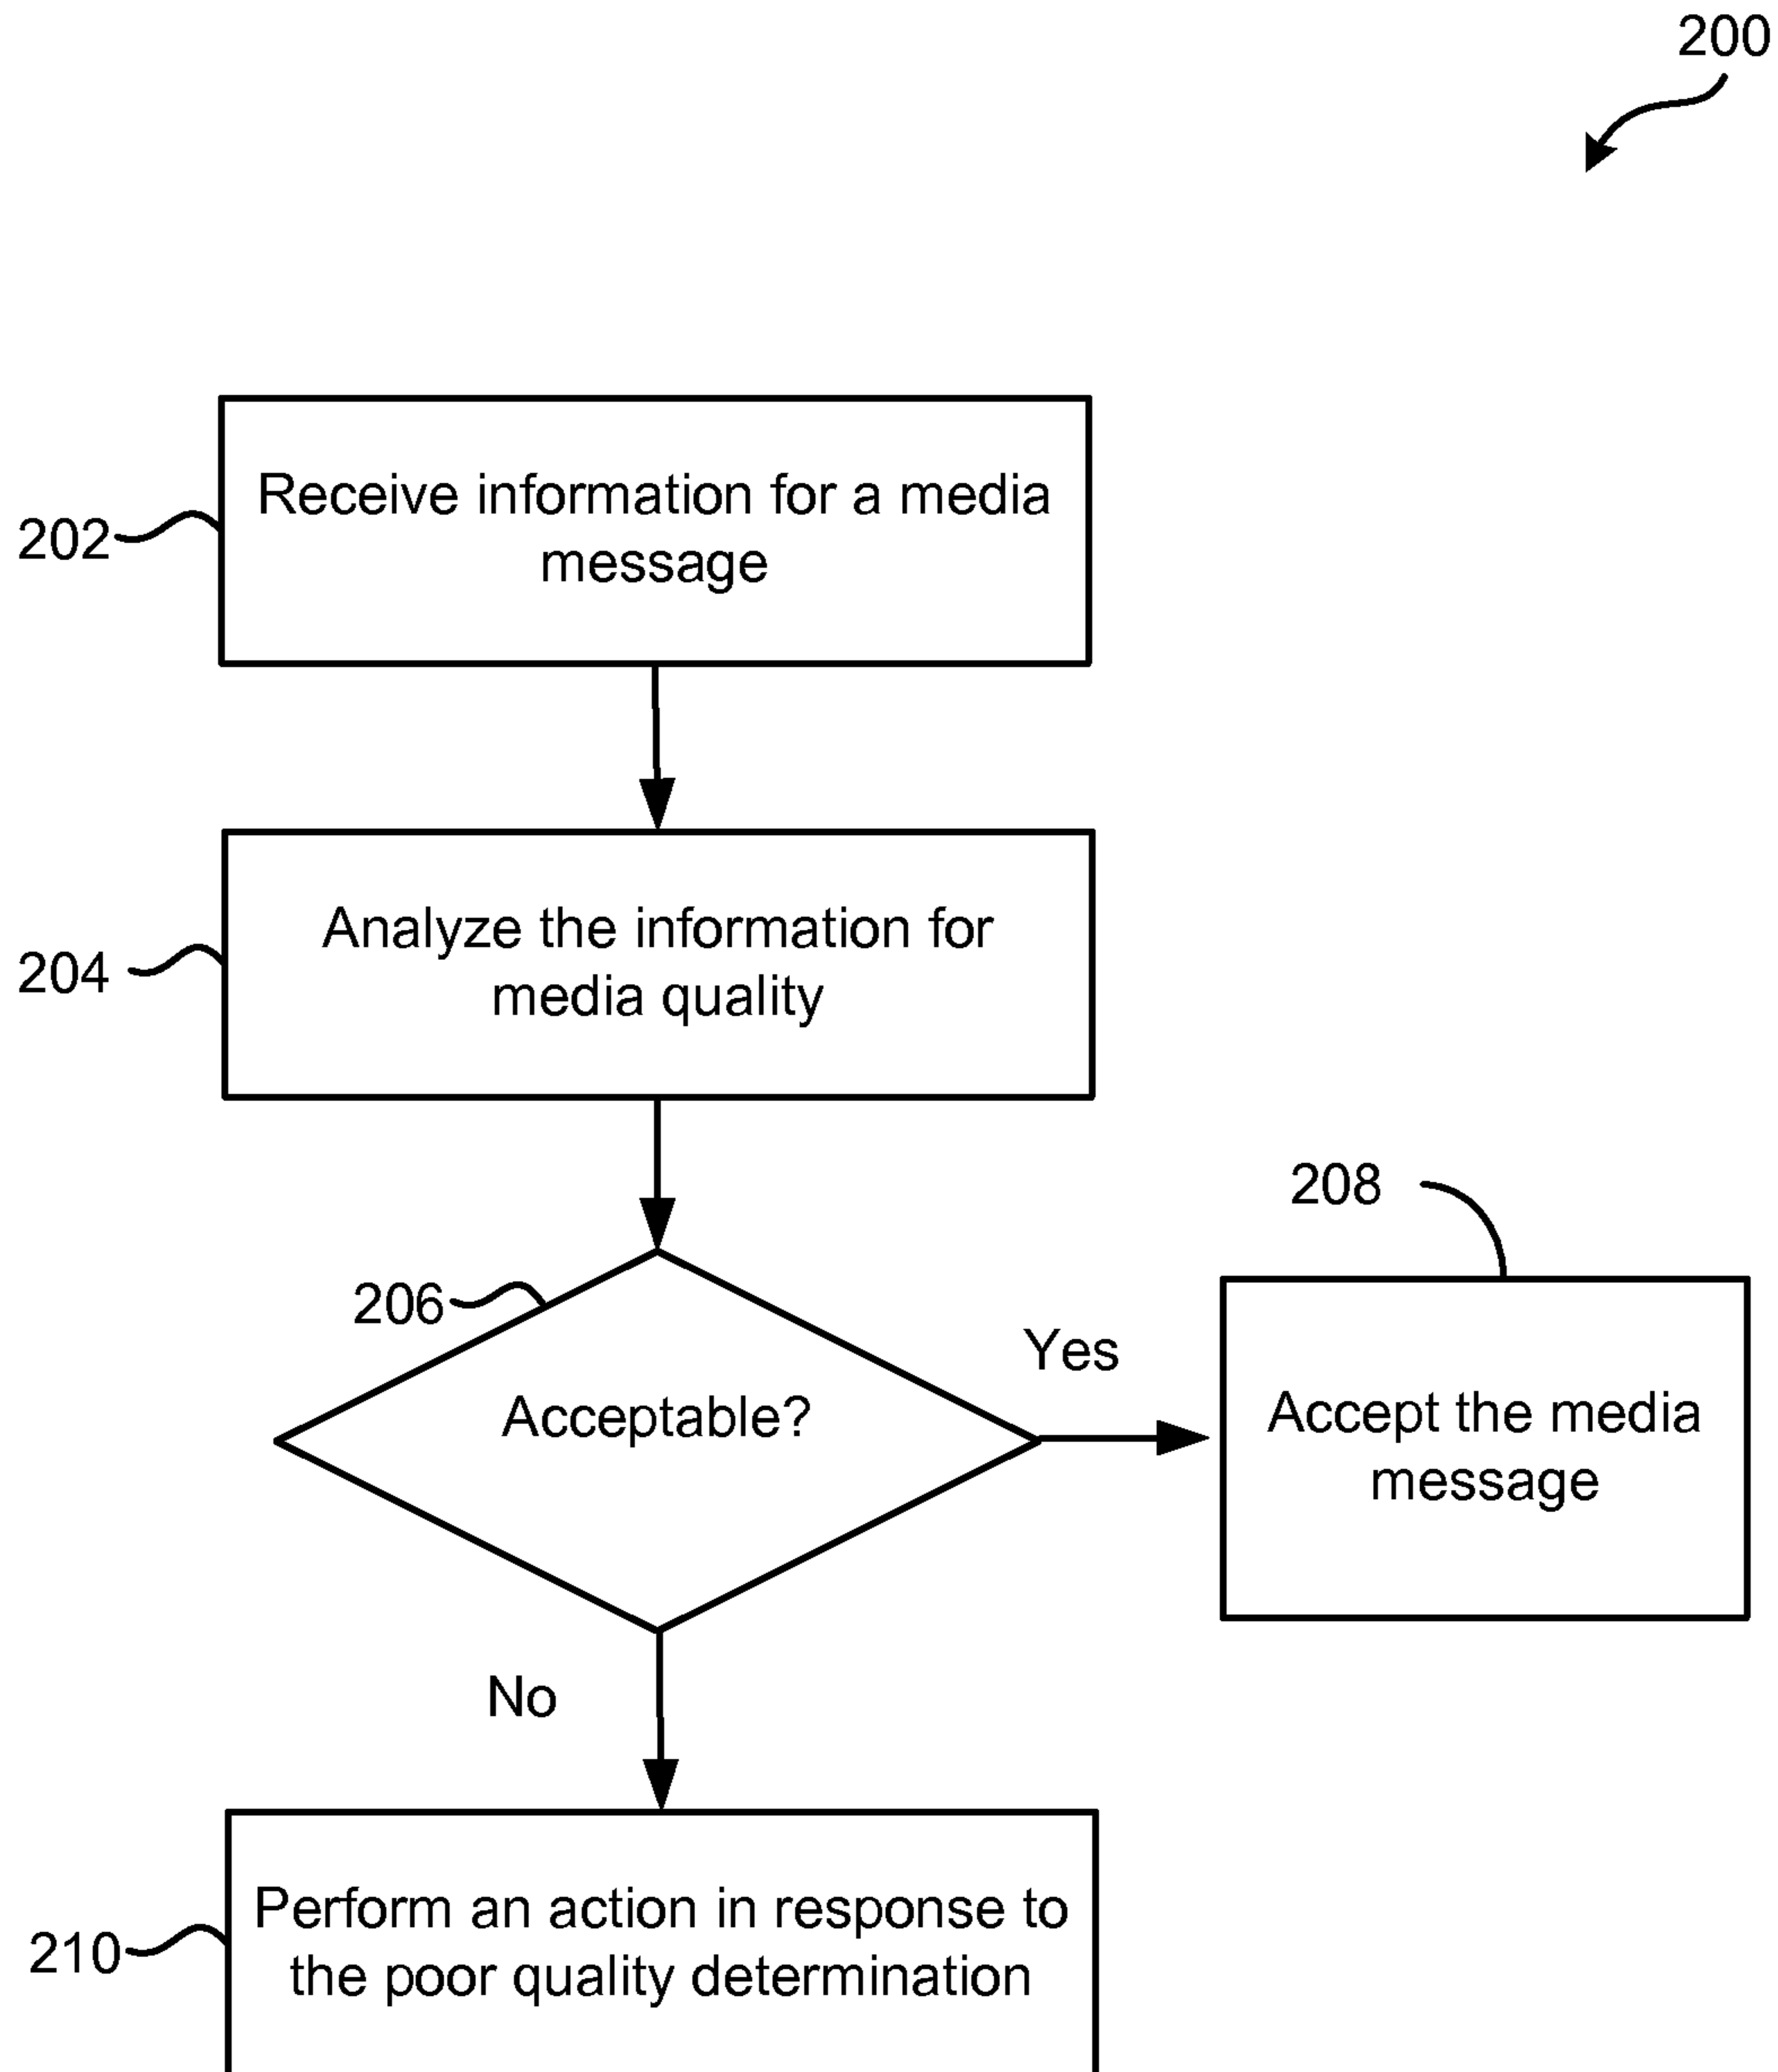 200
Receive information for a media
message
202
Analyze the information for
media quality
204
208
206
Yes
Acceptable?
Accept the media
message
No
Perform an action in response to
the poor quality determination
210